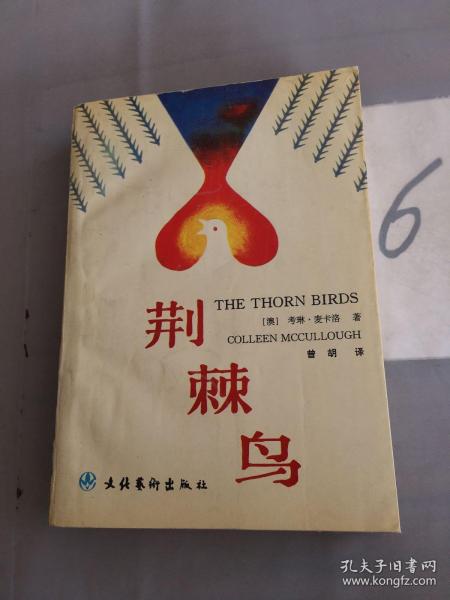 THE THORN BIRDS
[澳] 考琳·麦卡洛 著
COLLEEN MCCULLOUGH
曾胡 译
荆棘鸟
文化艺術出版社
6
孔夫子旧书网
www.kongfz.com